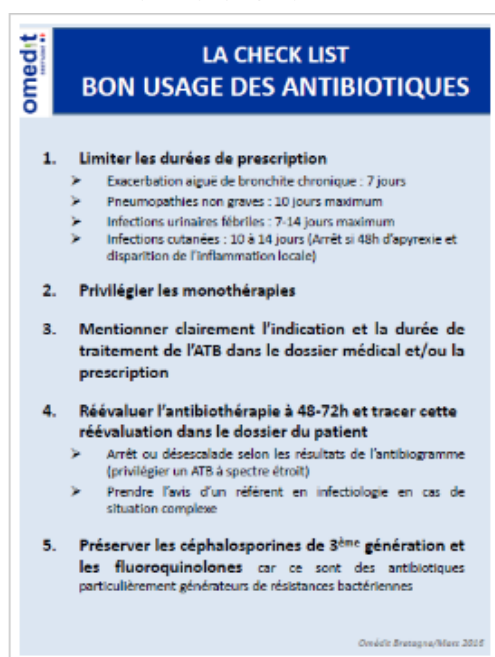 omedit
LA CHECK LIST
BON USAGE DES ANTIBIOTIQUES
1. Limiter les durées de prescription
➤ Exacerbation aiguë de bronchite chronique : 7 jours
➤ Pneumopathies non graves : 10 jours maximum
➤ Infections urinaires fébriles : 7-14 jours maximum
➤ Infections cutanées : 10 à 14 jours (Arrêt si 48h d'apyrexie et
disparition de l'inflammation locale)
2. Privilégier les monothérapies
3. Mentionner clairement l'indication et la durée de
traitement de l'ATB dans le dossier médical et/ou la
prescription
4. Réévaluer l'antibiothérapie à 48-72h et tracer cette
réévaluation dans le dossier du patient
➤ Arrêt ou désescalade selon les résultats de l'antibiogramme
(privilégier un ATB à spectre étroit)
➤ Prendre l'avis d'un référent en infectiologie en cas de
situation complexe
5. Préserver les céphalosporines de 3ème génération et
les fluoroquinolones car ce sont des antibiotiques
particulièrement générateurs de résistances bactériennes
Omédit Bretagne/Mars